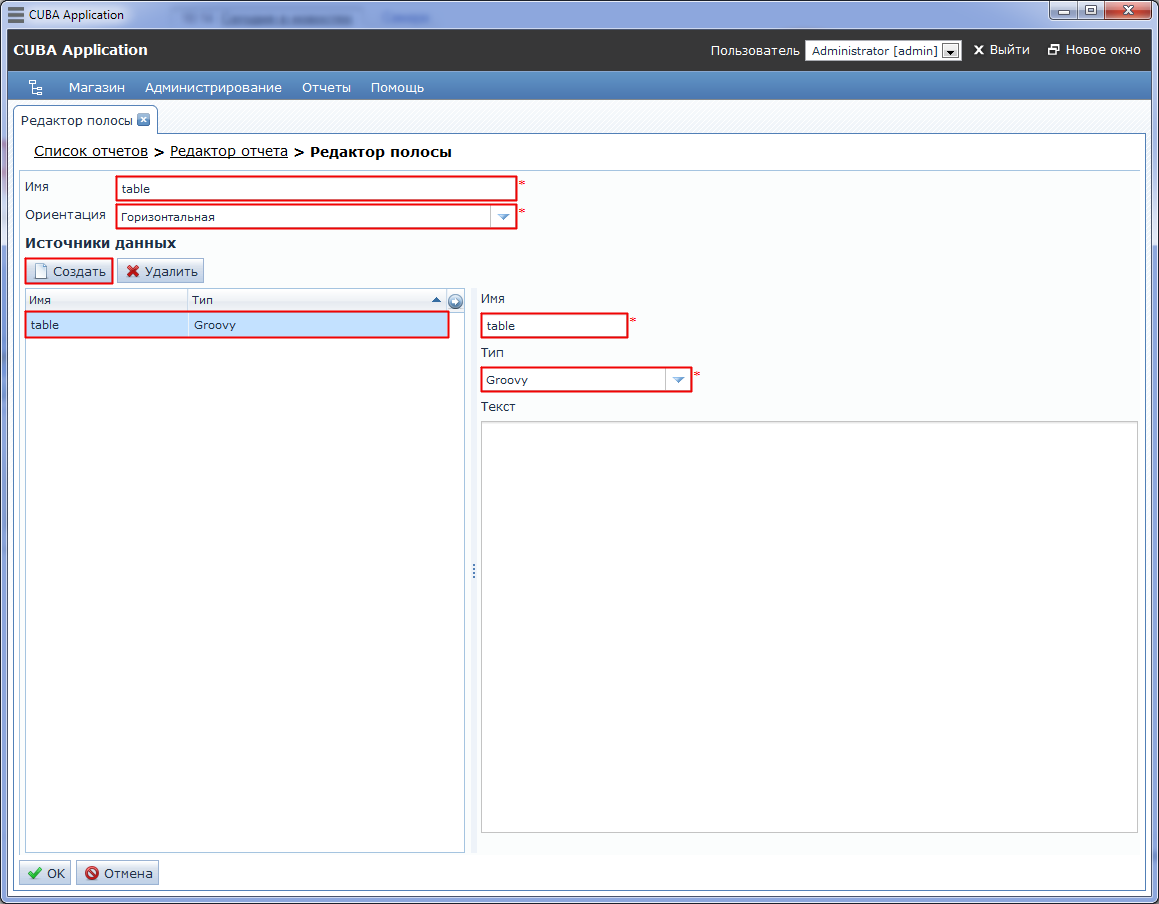 CUBA Application
CUBA Application
Пользователь Administrator [admin] Выйти Новое окно
Магазин Администрирование Отчеты Помощь
Редактор полосы
Список отчетов > Редактор отчета > Редактор полосы
Имя table *
Ориентация Горизонтальная *
Источники данных
Создать Удалить
Имя Тип
table Groovy
Имя
table *
Тип
Groovy *
Текст
OK Отмена